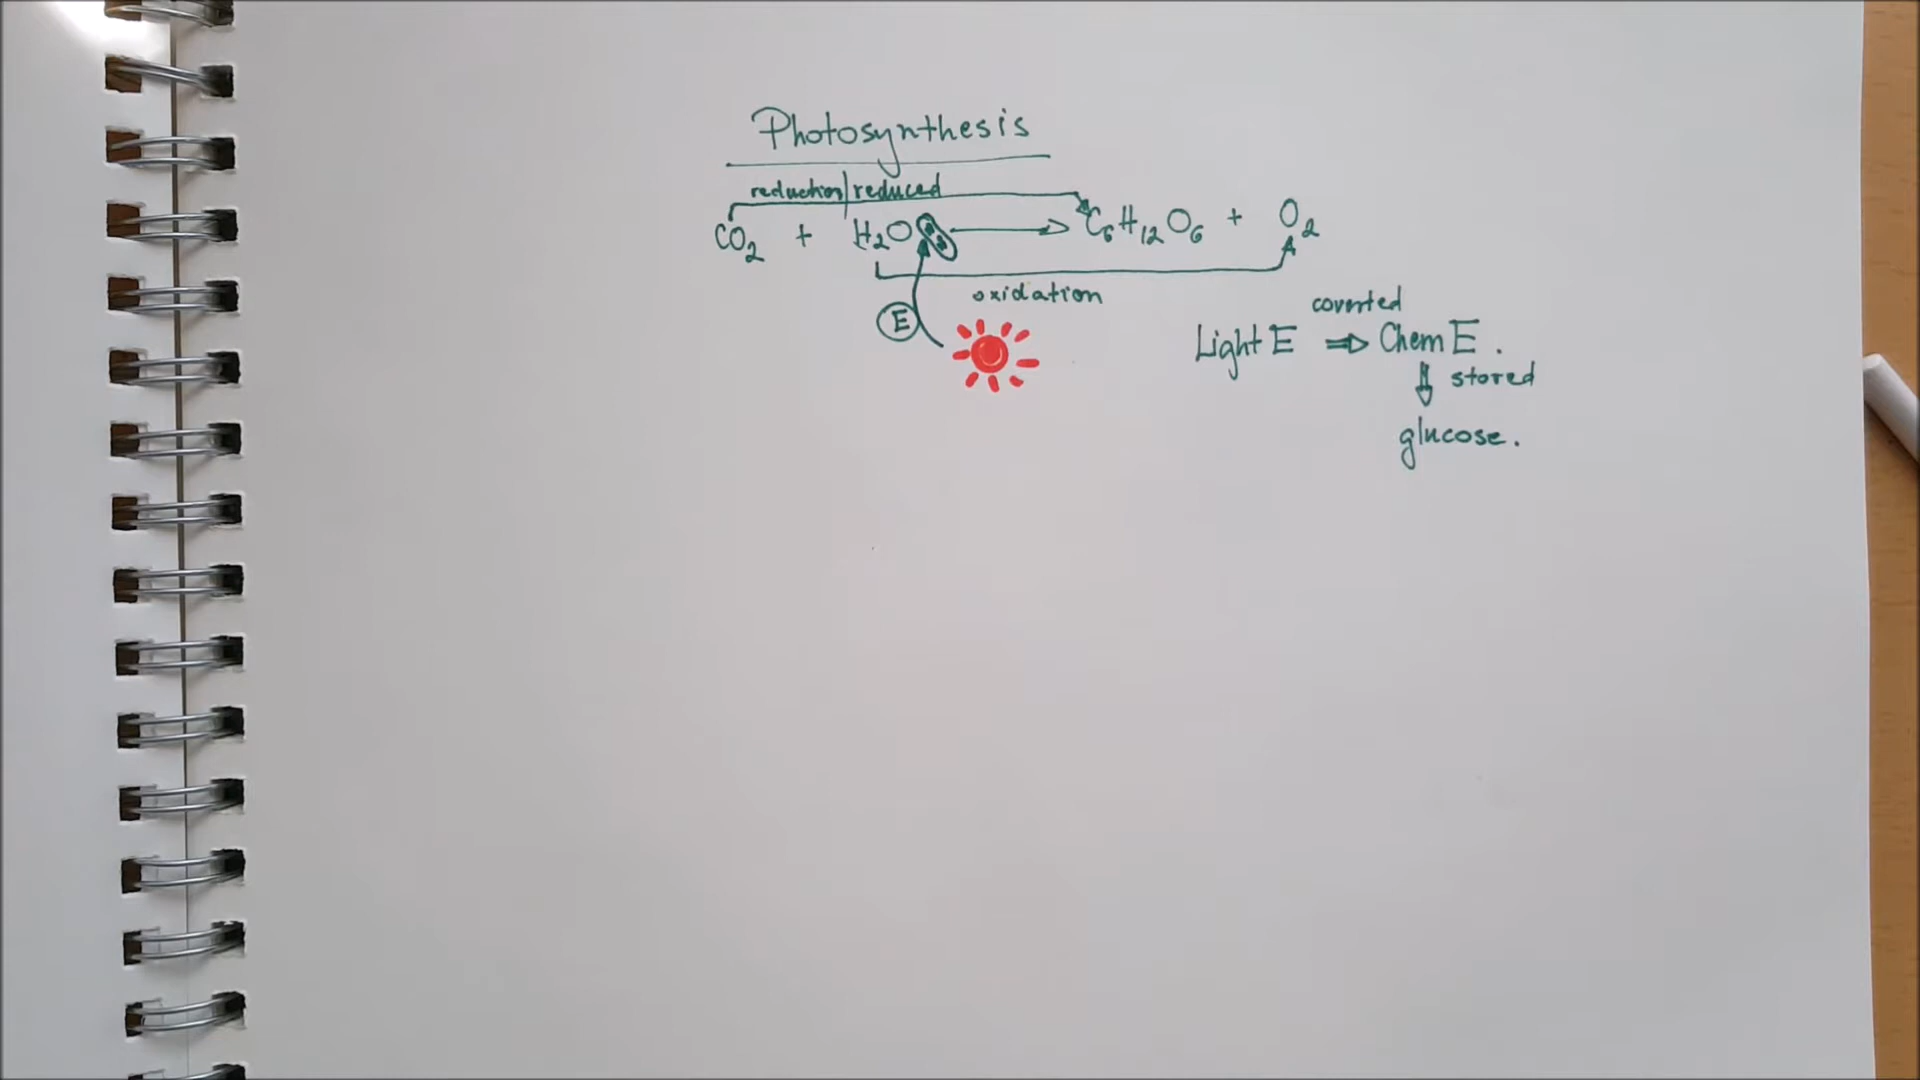 Photosynthesis
reduction/reduced
CO2 + H2O → C6H12O6 + O2
oxidation
E
coverted
Light E ⇒ Chem E.
⇓ stored
glucose.